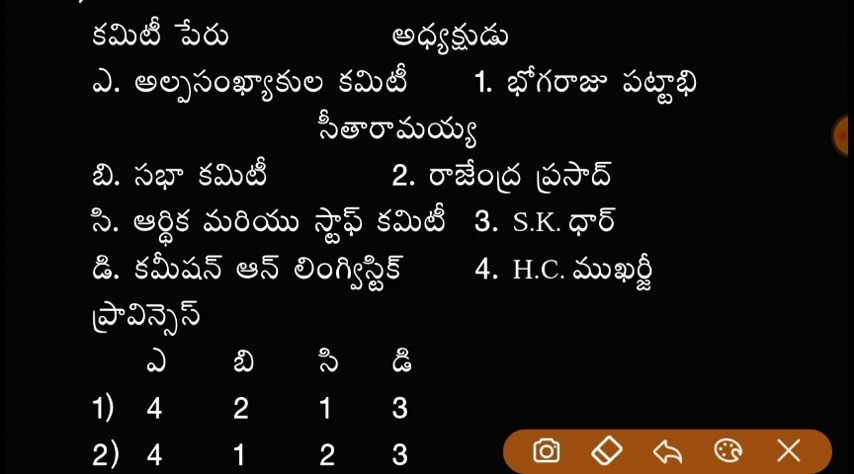 కమిటీ పేరు అధ్యక్షుడు
ఎ. అల్పసంఖ్యాకుల కమిటీ 1. భోగరాజు పట్టాభి
సీతారామయ్య
బి. సభా కమిటీ 2. రాజేంద్ర ప్రసాద్
సి. ఆర్థిక మరియు స్టాఫ్ కమిటీ 3. S.K. ధార్
డి. కమీషన్ ఆన్ లింగ్విస్టిక్ 4. H.C. ముఖర్జీ
ప్రావిన్సెస్
ఎ బి సి డి
1) 4 2 1 3
2) 4 1 2 3